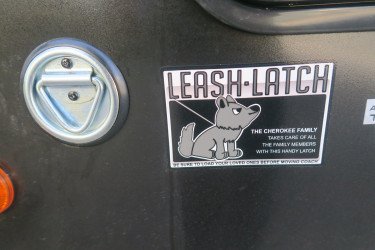 LEASH·LATCH
THE CHEROKEE FAMILY
TAKES CARE OF ALL
THE FAMILY MEMBERS
WITH THIS HANDY LATCH
BE SURE TO LOAD YOUR LOVED ONES BEFORE MOVING COACH